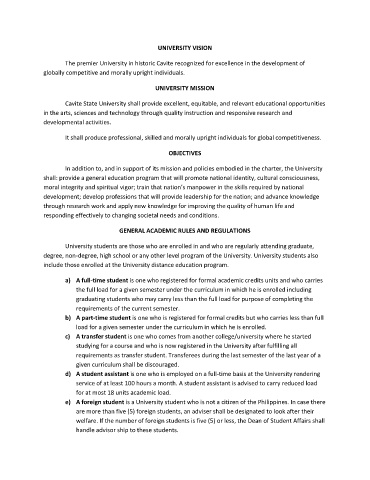 UNIVERSITY VISION
The premier University in historic Cavite recognized for excellence in the development of
globally competitive and morally upright individuals.
UNIVERSITY MISSION
Cavite State University shall provide excellent, equitable, and relevant educational opportunities
in the arts, sciences and technology through quality instruction and responsive research and
developmental activities.
It shall produce professional, skilled and morally upright individuals for global competitiveness.
OBJECTIVES
In addition to, and in support of its mission and policies embodied in the charter, the University
shall: provide a general education program that will promote national identity, cultural consciousness,
moral integrity and spiritual vigor; train that nation's manpower in the skills required by national
development; develop professions that will provide leadership for the nation; and advance knowledge
through research work and apply new knowledge for improving the quality of human life and
responding effectively to changing societal needs and conditions.
GENERAL ACADEMIC RULES AND REGULATIONS
University students are those who are enrolled in and who are regularly attending graduate,
degree, non-degree, high school or any other level program of the University. University students also
include those enrolled at the University distance education program.
a) A full-time student is one who registered for formal academic credits units and who carries
the full load for a given semester under the curriculum in which he is enrolled including
graduating students who may carry less than the full load for purpose of completing the
requirements of the current semester.
b) A part-time student is one who is registered for formal credits but who carries less than full
load for a given semester under the curriculum in which he is enrolled.
c) A transfer student is one who comes from another college/university where he started
studying for a course and who is now registered in the University after fulfilling all
requirements as transfer student. Transferees during the last semester of the last year of a
given curriculum shall be discouraged.
d) A student assistant is one who is employed on a full-time basis at the University rendering
service of at least 100 hours a month. A student assistant is advised to carry reduced load
for at most 18 units academic load.
e) A foreign student is a University student who is not a citizen of the Philippines. In case there
are more than five (5) foreign students, an adviser shall be designated to look after their
welfare. If the number of foreign students is five (5) or less, the Dean of Student Affairs shall
handle advisor ship to these students.